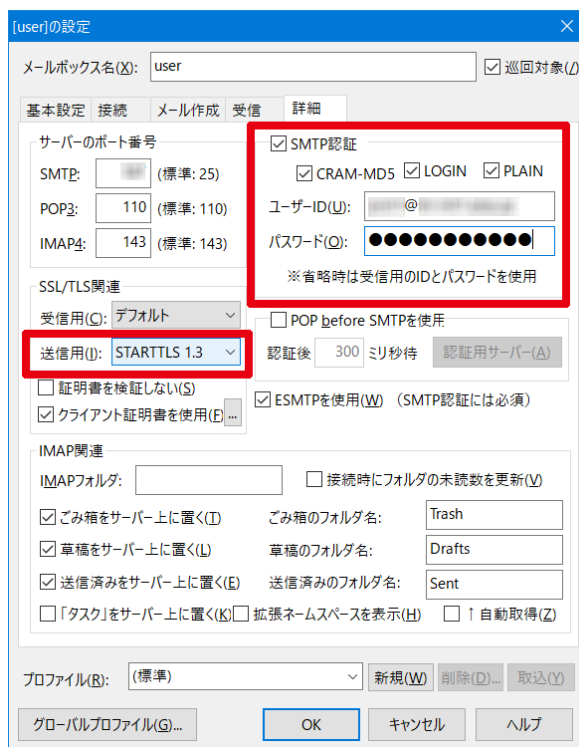 [user]の設定
メールボックス名(X): user 巡回対象(/)
基本設定 接続 メール作成 受信 詳細
サーバーのポート番号
SMTP: (標準: 25)
POP3: 110 (標準: 110)
IMAP4: 143 (標準: 143)
SMTP認証
CRAM-MD5 LOGIN PLAIN
ユーザーID(U): @
パスワード(O): ●●●●●●●●●●●
※省略時は受信用のIDとパスワードを使用
SSL/TLS関連
受信用(C): デフォルト
送信用(I): STARTTLS 1.3
証明書を検証しない(S)
クライアント証明書を使用(F) ...
POP before SMTPを使用
認証後 300 ミリ秒待 認証用サーバー(A)
ESMTPを使用(W) (SMTP認証には必須)
IMAP関連
IMAPフォルダ: 接続時にフォルダの未読数を更新(V)
ごみ箱をサーバー上に置く(T) ごみ箱のフォルダ名: Trash
草稿をサーバー上に置く(L) 草稿のフォルダ名: Drafts
送信済みをサーバー上に置く(E) 送信済みのフォルダ名: Sent
「タスク」をサーバー上に置く(K) 拡張ネームスペースを表示(H) ↑自動取得(Z)
プロファイル(R): (標準) 新規(W) 削除(D)... 取込(Y)
グローバルプロファイル(G)... OK キャンセル ヘルプ